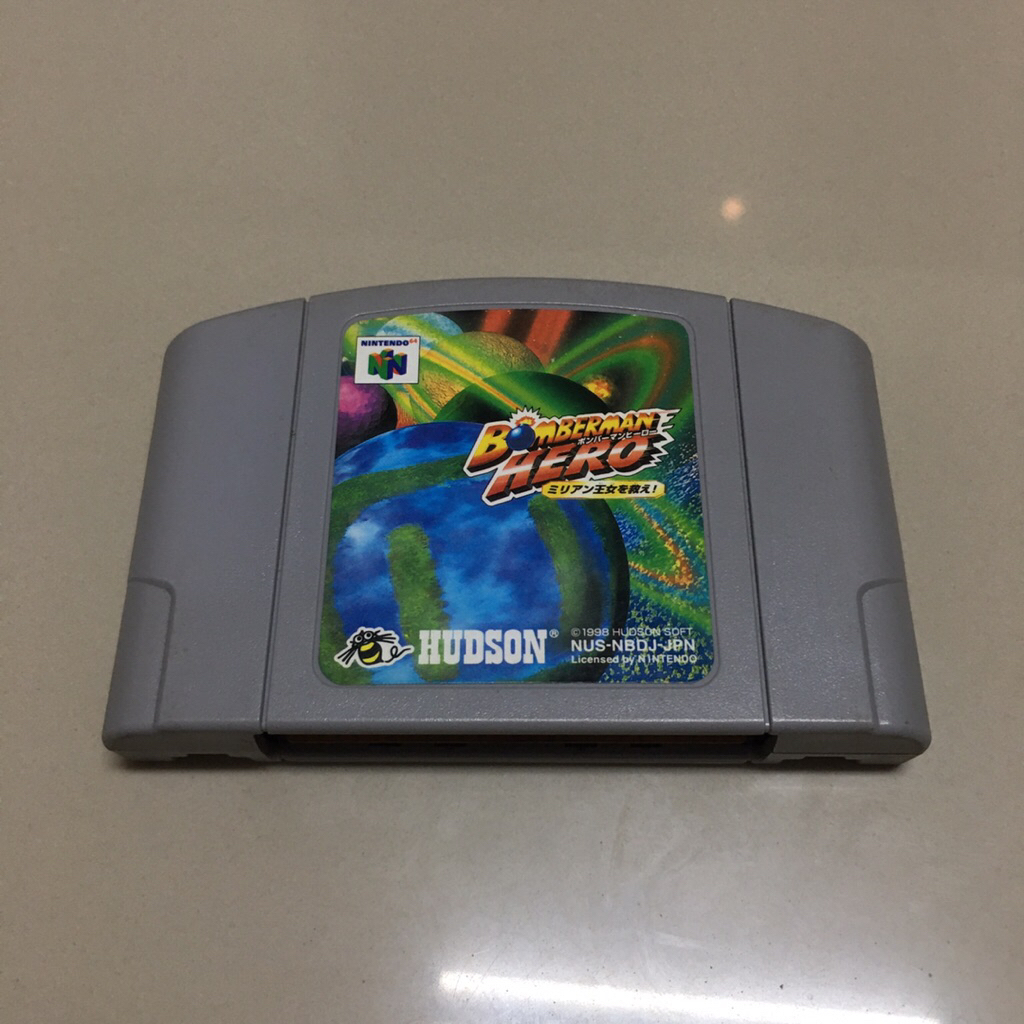 NINTENDO64
BOMBERMAN
ボンバーマンヒーロー
HERO
ミリアン王女を救え!
HUDSON®
©1998 HUDSON SOFT
NUS-NBDJ-JPN
Licensed by NINTENDO